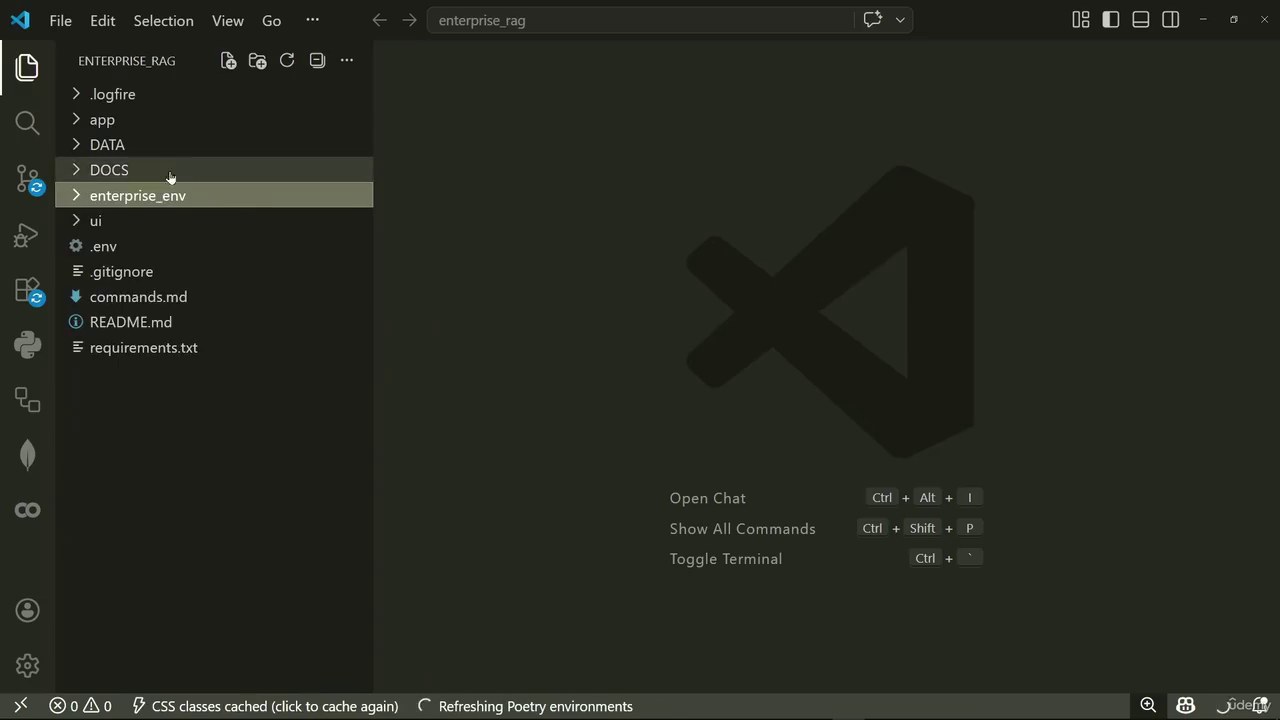 File Edit Selection View Go ...
enterprise_rag
ENTERPRISE_RAG
.logfire
app
DATA
DOCS
enterprise_env
ui
.env
.gitignore
commands.md
README.md
requirements.txt
Open Chat Ctrl + Alt + I
Show All Commands Ctrl + Shift + P
Toggle Terminal Ctrl + `
0 0 CSS classes cached (click to cache again) Refreshing Poetry environments
udemy